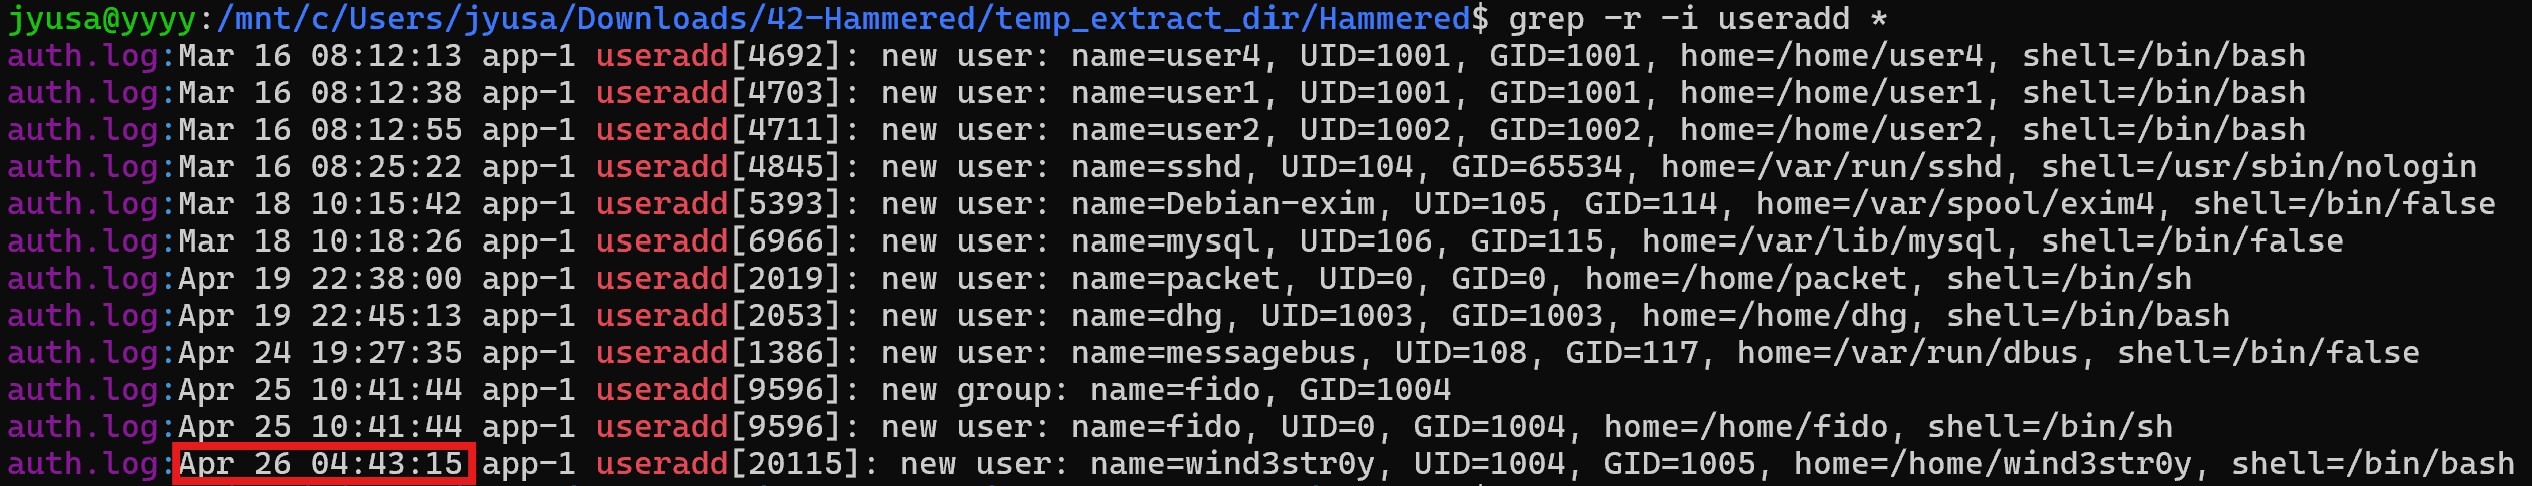 jyusa@yyyy:/mnt/c/Users/jyusa/Downloads/42-Hammered/temp_extract_dir/Hammered$ grep -r -i useradd *
auth.log:Mar 16 08:12:13 app-1 useradd[4692]: new user: name=user4, UID=1001, GID=1001, home=/home/user4, shell=/bin/bash
auth.log:Mar 16 08:12:38 app-1 useradd[4703]: new user: name=user1, UID=1001, GID=1001, home=/home/user1, shell=/bin/bash
auth.log:Mar 16 08:12:55 app-1 useradd[4711]: new user: name=user2, UID=1002, GID=1002, home=/home/user2, shell=/bin/bash
auth.log:Mar 16 08:25:22 app-1 useradd[4845]: new user: name=sshd, UID=104, GID=65534, home=/var/run/sshd, shell=/usr/sbin/nologin
auth.log:Mar 18 10:15:42 app-1 useradd[5393]: new user: name=Debian-exim, UID=105, GID=114, home=/var/spool/exim4, shell=/bin/false
auth.log:Mar 18 10:18:26 app-1 useradd[6966]: new user: name=mysql, UID=106, GID=115, home=/var/lib/mysql, shell=/bin/false
auth.log:Apr 19 22:38:00 app-1 useradd[2019]: new user: name=packet, UID=0, GID=0, home=/home/packet, shell=/bin/sh
auth.log:Apr 19 22:45:13 app-1 useradd[2053]: new user: name=dhg, UID=1003, GID=1003, home=/home/dhg, shell=/bin/bash
auth.log:Apr 24 19:27:35 app-1 useradd[1386]: new user: name=messagebus, UID=108, GID=117, home=/var/run/dbus, shell=/bin/false
auth.log:Apr 25 10:41:44 app-1 useradd[9596]: new group: name=fido, GID=1004
auth.log:Apr 25 10:41:44 app-1 useradd[9596]: new user: name=fido, UID=0, GID=1004, home=/home/fido, shell=/bin/sh
auth.log:Apr 26 04:43:15 app-1 useradd[20115]: new user: name=wind3str0y, UID=1004, GID=1005, home=/home/wind3str0y, shell=/bin/bash